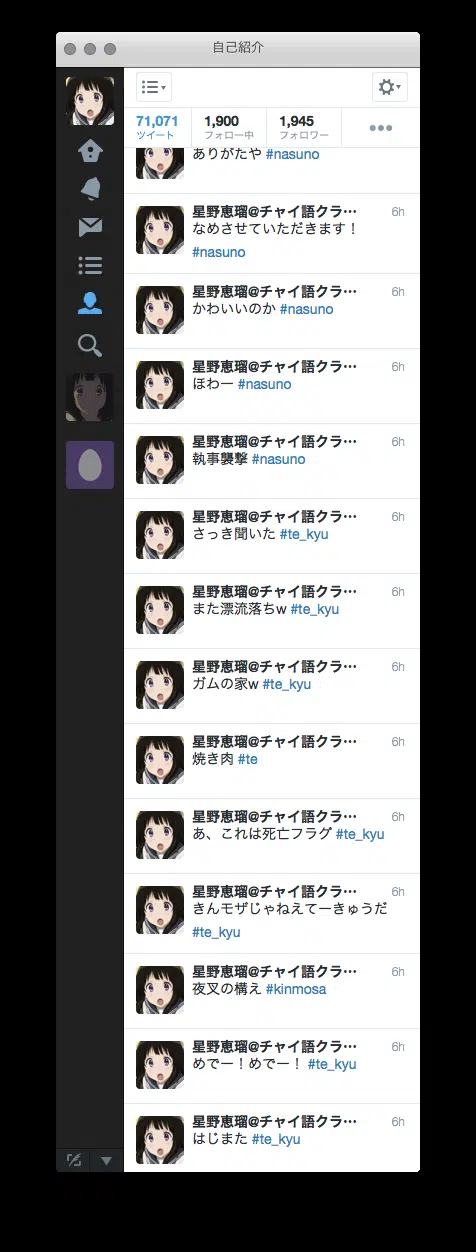 自己紹介
71,071 1,900 1,945
ツイート フォロー中 フォロワー
ありがたや #nasuno
星野恵瑠@チャイ語クラ… 6h
なめさせていただきます！
#nasuno
星野恵瑠@チャイ語クラ… 6h
かわいいのか #nasuno
星野恵瑠@チャイ語クラ… 6h
ほわー #nasuno
星野恵瑠@チャイ語クラ… 6h
執事襲撃 #nasuno
星野恵瑠@チャイ語クラ… 6h
さっき聞いた #te_kyu
星野恵瑠@チャイ語クラ… 6h
また漂流落ちw #te_kyu
星野恵瑠@チャイ語クラ… 6h
ガムの家w #te_kyu
星野恵瑠@チャイ語クラ… 6h
焼き肉 #te
星野恵瑠@チャイ語クラ… 6h
あ、これは死亡フラグ #te_kyu
星野恵瑠@チャイ語クラ… 6h
きんモザじゃねえてーきゅうだ
#te_kyu
星野恵瑠@チャイ語クラ… 6h
夜叉の構え #kinmosa
星野恵瑠@チャイ語クラ… 6h
めでー！めでー！ #te_kyu
星野恵瑠@チャイ語クラ… 6h
はじまた #te_kyu